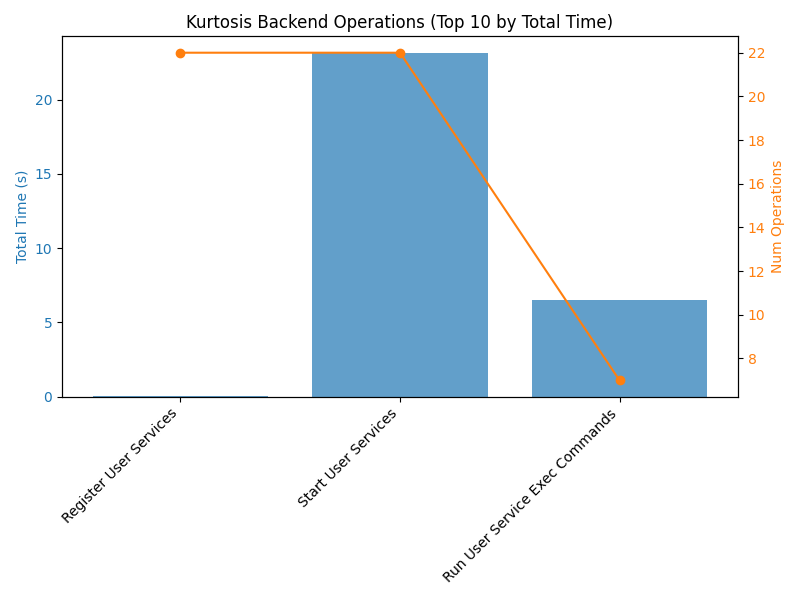 Kurtosis Backend Operations (Top 10 by Total Time)
Total Time (s)
20
15
10
5
0
22
20
18
16
14
12
10
8
Num Operations
Register User Services
Start User Services
Run User Service Exec Commands